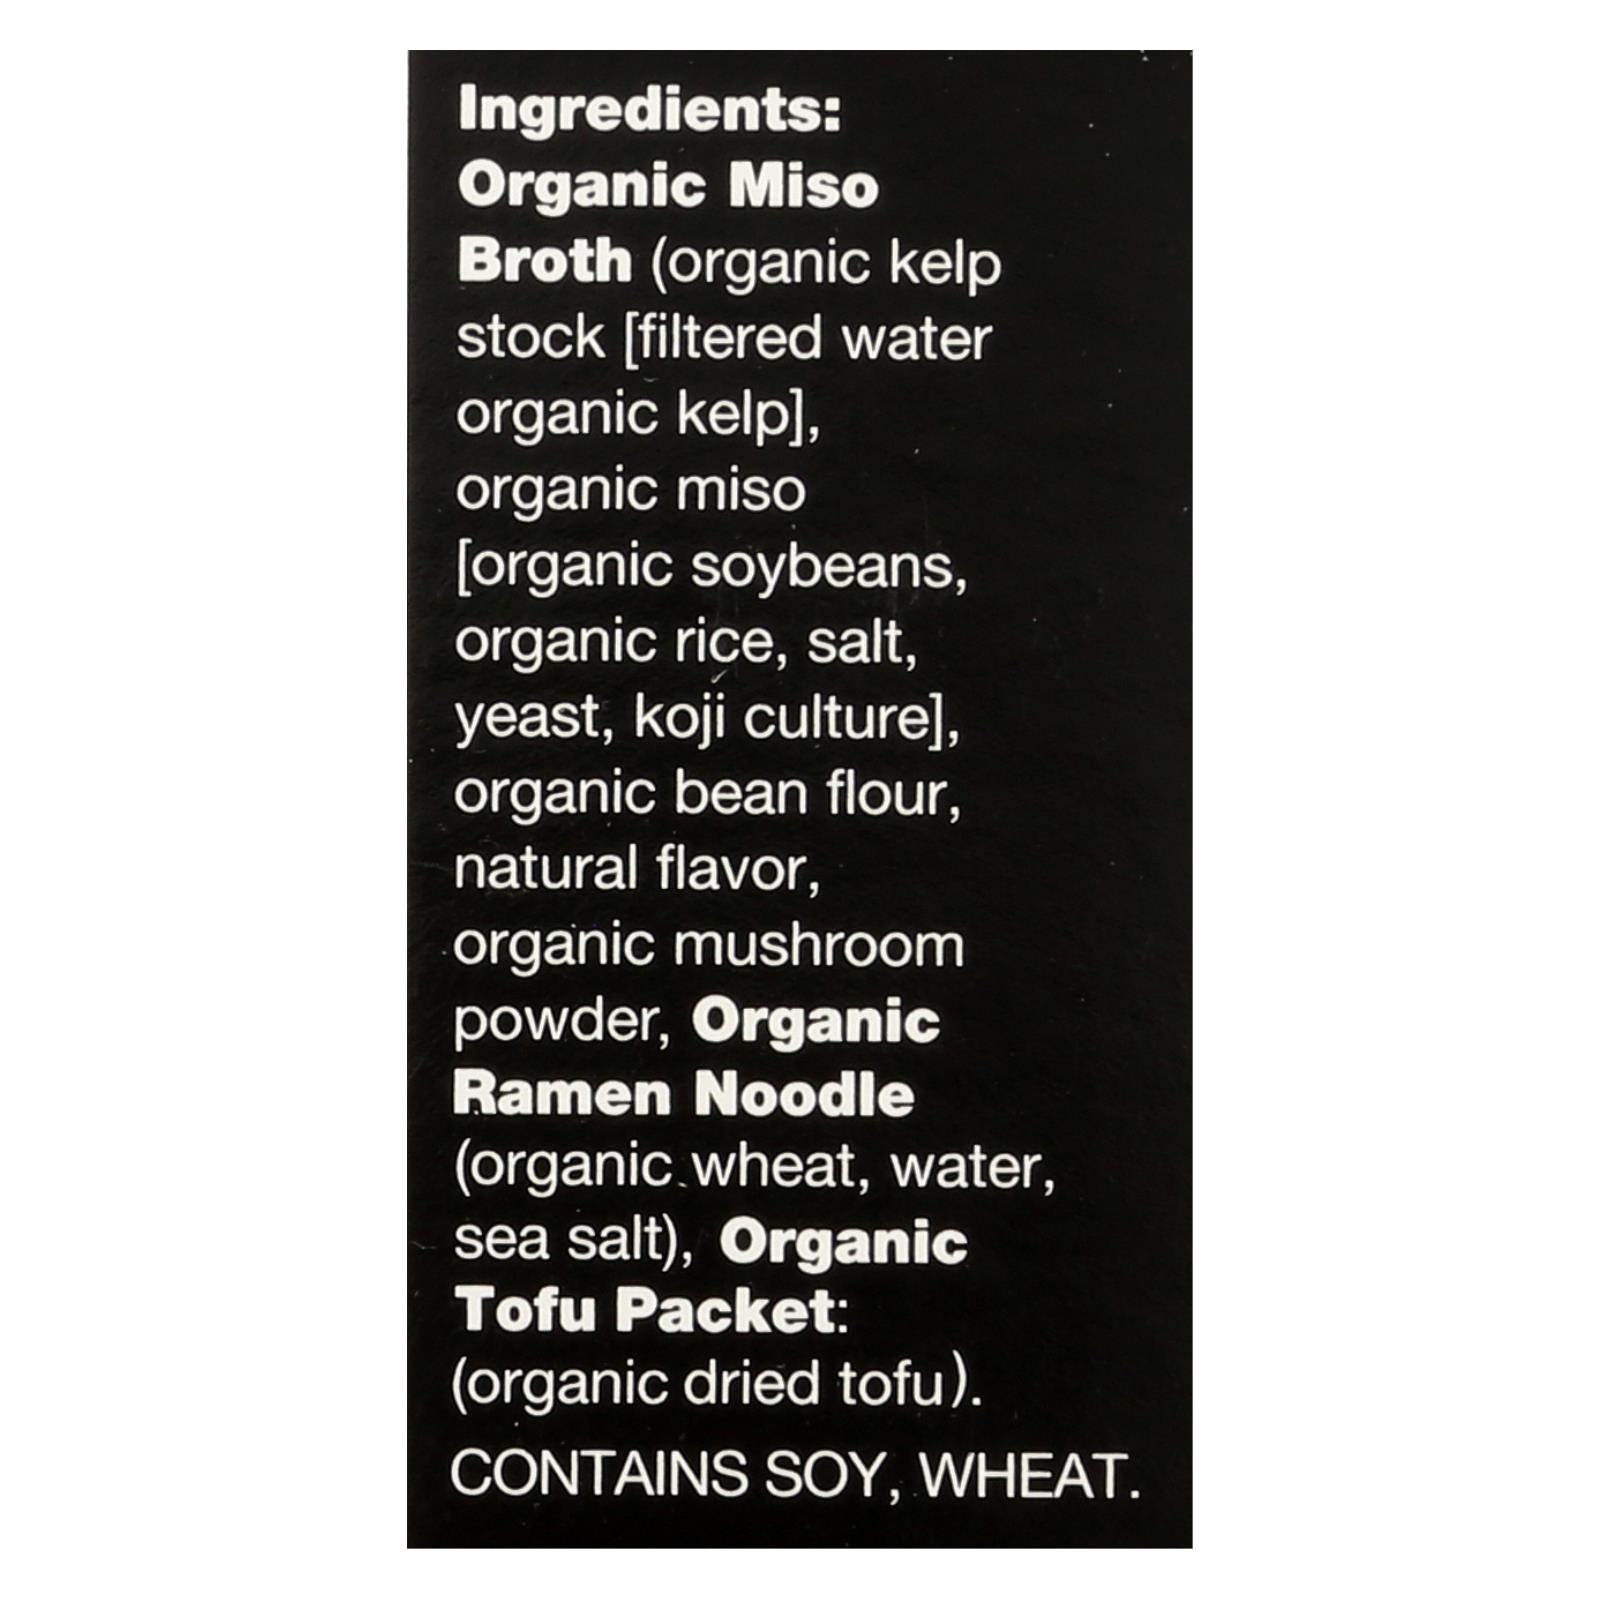 Ingredients:
Organic Miso
Broth (organic kelp
stock [filtered water
organic kelp],
organic miso
[organic soybeans,
organic rice, salt,
yeast, koji culture],
organic bean flour,
natural flavor,
organic mushroom
powder, Organic
Ramen Noodle
(organic wheat, water,
sea salt), Organic
Tofu Packet:
(organic dried tofu).
CONTAINS SOY, WHEAT.